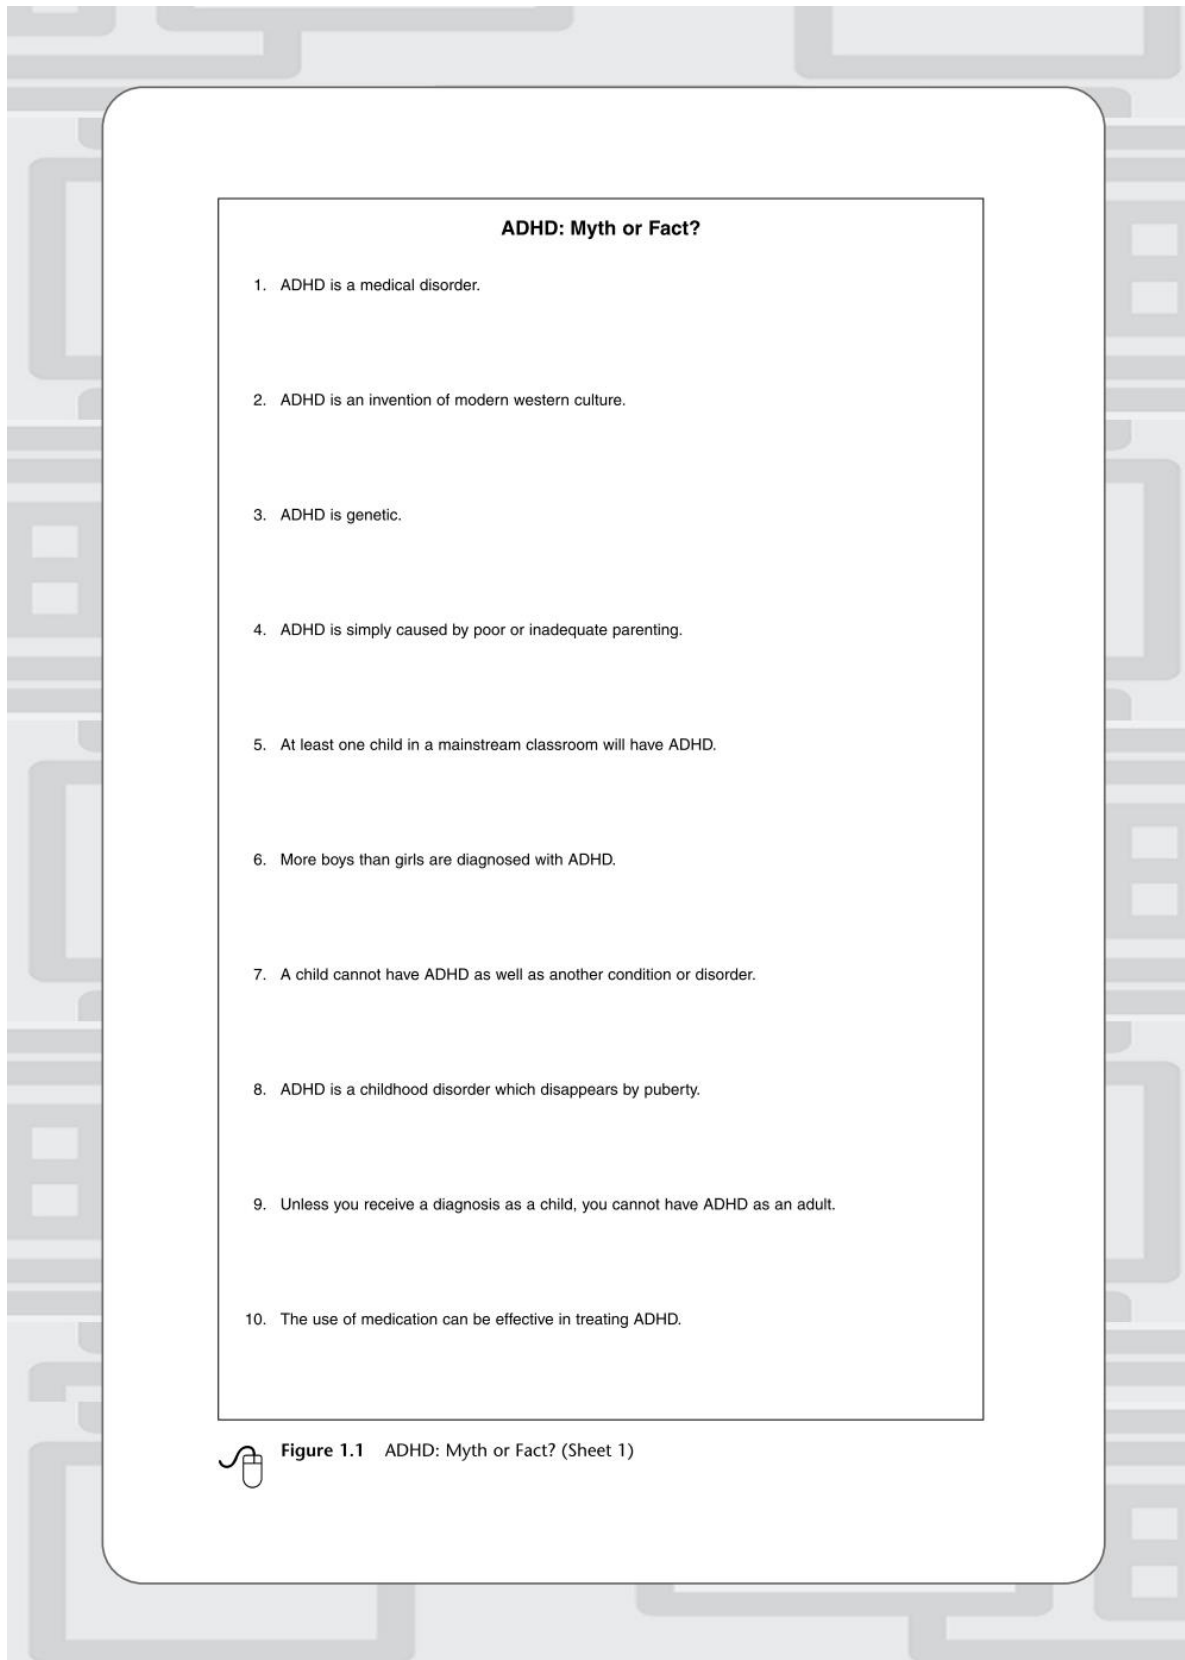 ADHD: Myth or Fact?
1. ADHD is a medical disorder.
2. ADHD is an invention of modern western culture.
3. ADHD is genetic.
4. ADHD is simply caused by poor or inadequate parenting.
5. At least one child in a mainstream classroom will have ADHD.
6. More boys than girls are diagnosed with ADHD.
7. A child cannot have ADHD as well as another condition or disorder.
8. ADHD is a childhood disorder which disappears by puberty.
9. Unless you receive a diagnosis as a child, you cannot have ADHD as an adult.
10. The use of medication can be effective in treating ADHD.
Figure 1.1 ADHD: Myth or Fact? (Sheet 1)